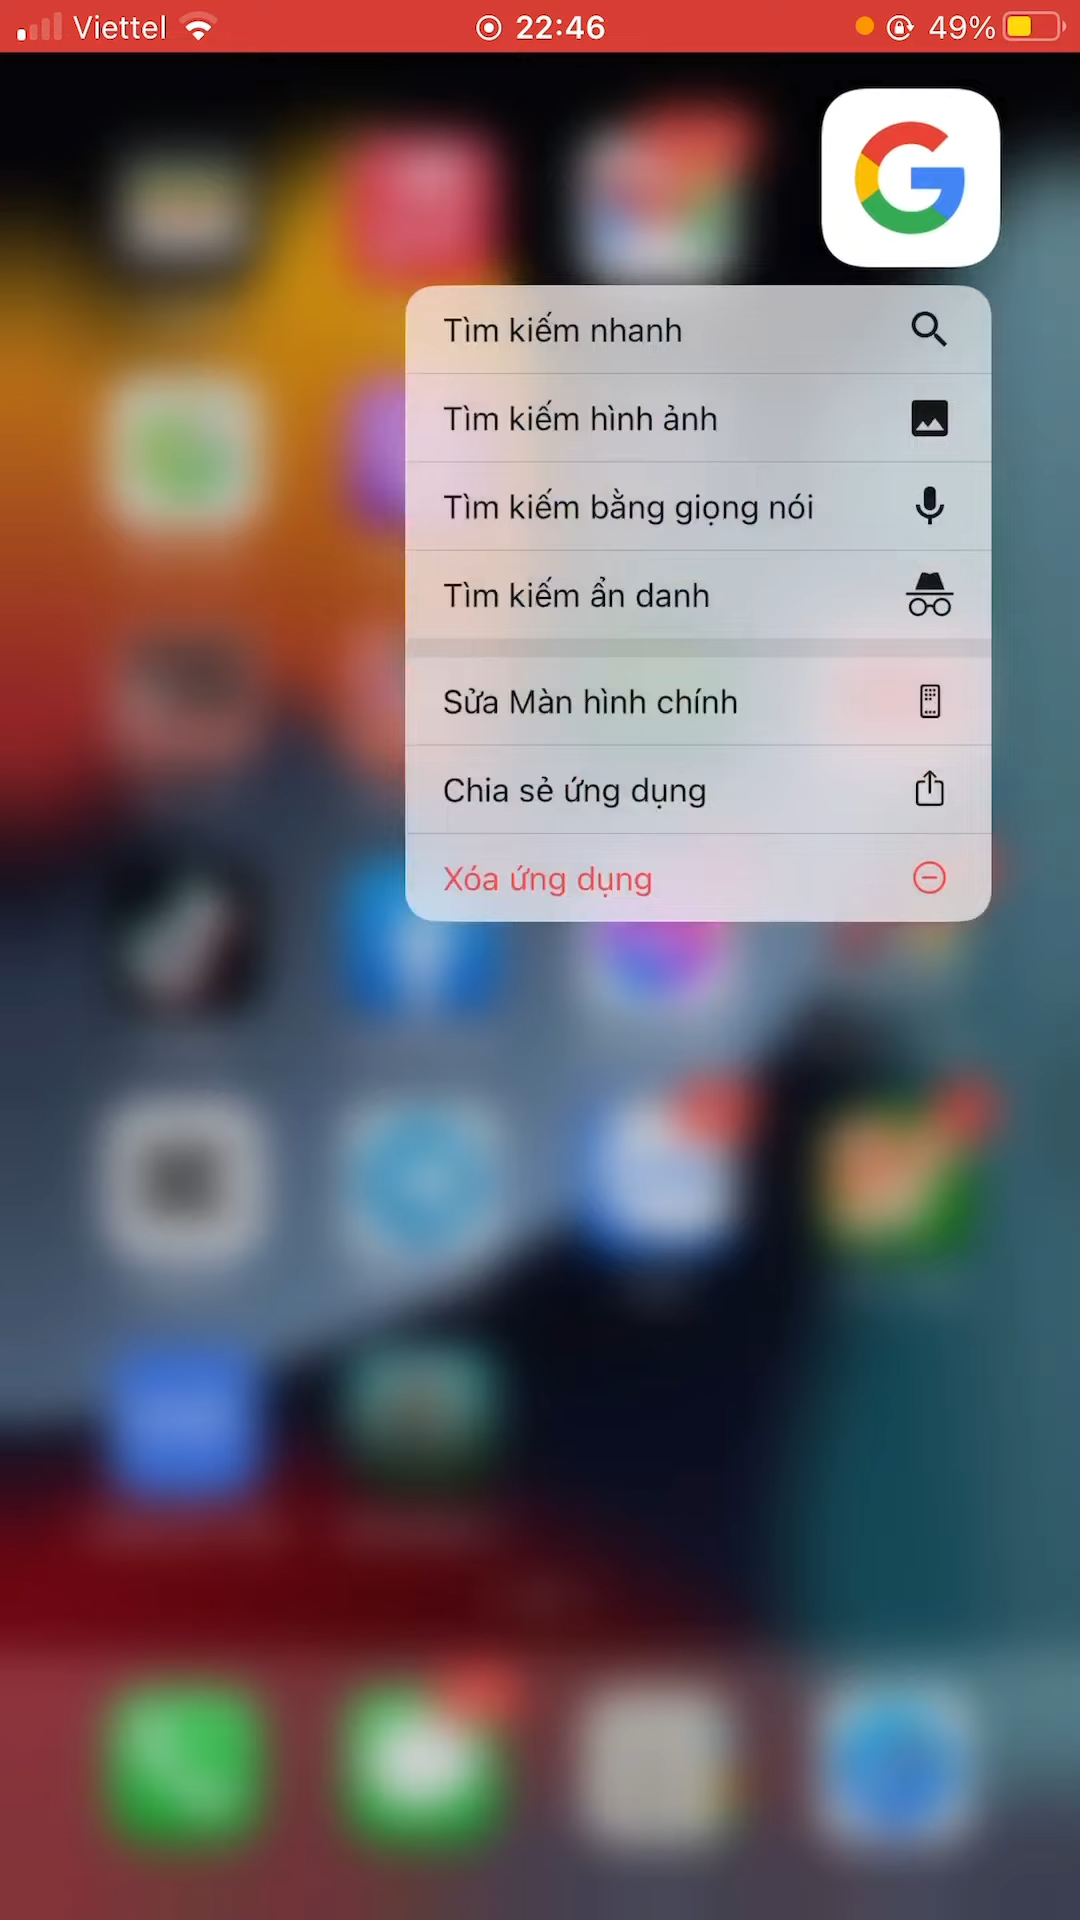 Viettel 22:46 49%
G
Tìm kiếm nhanh
Tìm kiếm hình ảnh
Tìm kiếm bằng giọng nói
Tìm kiếm ẩn danh
Sửa Màn hình chính
Chia sẻ ứng dụng
Xóa ứng dụng